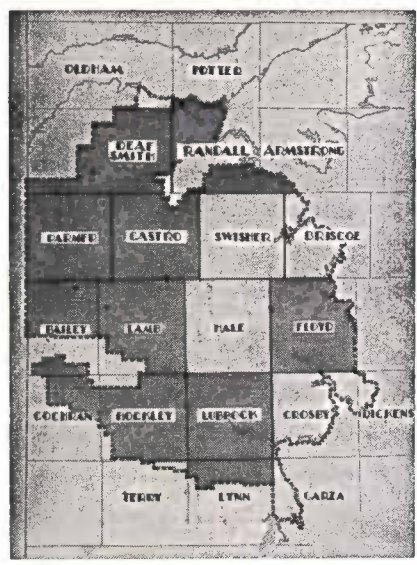 OLDHAM
POTTER
DEAF
SMITH
RANDALL
ARMSTRONG
PARMER
CASTRO
SWISHER
BRISCOE
BAILEY
LAMB
HALE
FLOYD
COCHRAN
HOCKLEY
LUBBOCK
CROSBY
DICKENS
TERRY
LYNN
GARZA